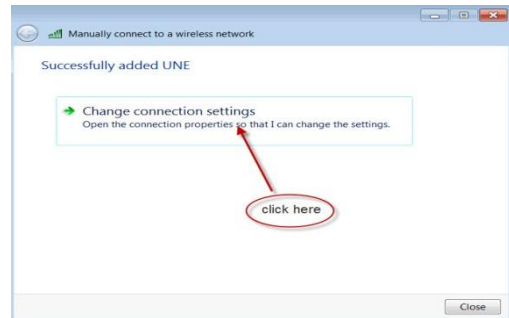 Manually connect to a wireless network
Successfully added UNE
Change connection settings
Open the connection properties so that I can change the settings.
click here
Close